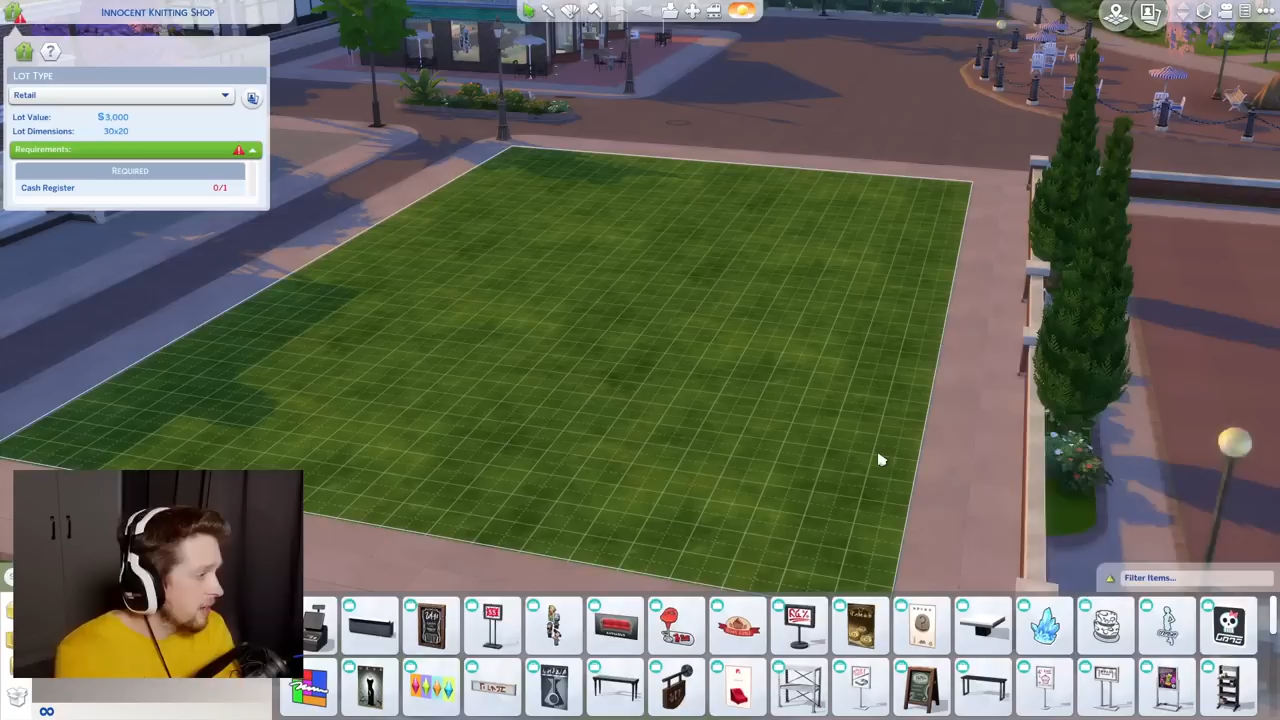 INNOCENT KNITTING SHOP
LOT TYPE
Retail
Lot Value: §3,000
Lot Dimensions: 30x20
Requirements:
REQUIRED
Cash Register 0/1
Filter Items...